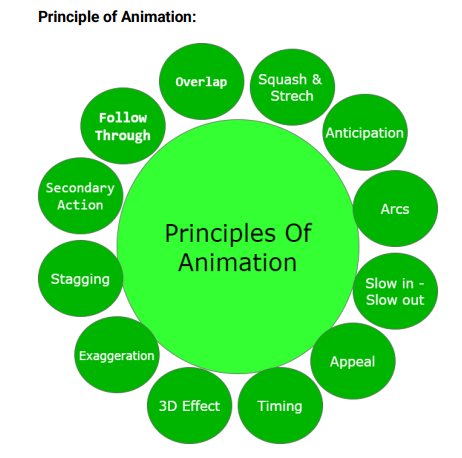 Principle of Animation:
Overlap
Squash &
Strech
Anticipation
Arcs
Slow in -
Slow out
Appeal
Timing
3D Effect
Exaggeration
Stagging
Secondary
Action
Follow
Through
Principles Of
Animation